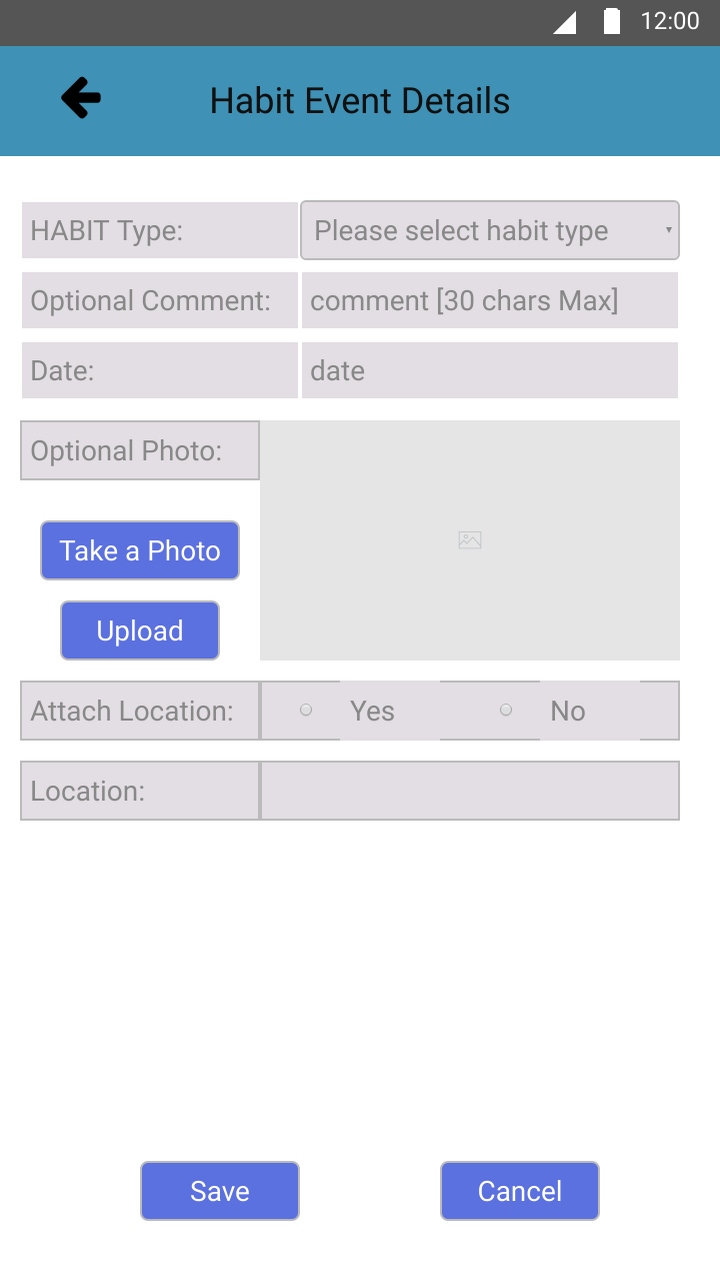 12:00
Habit Event Details
HABIT Type: Please select habit type
Optional Comment: comment [30 chars Max]
Date: date
Optional Photo:
Take a Photo
Upload
Attach Location: Yes No
Location:
Save Cancel